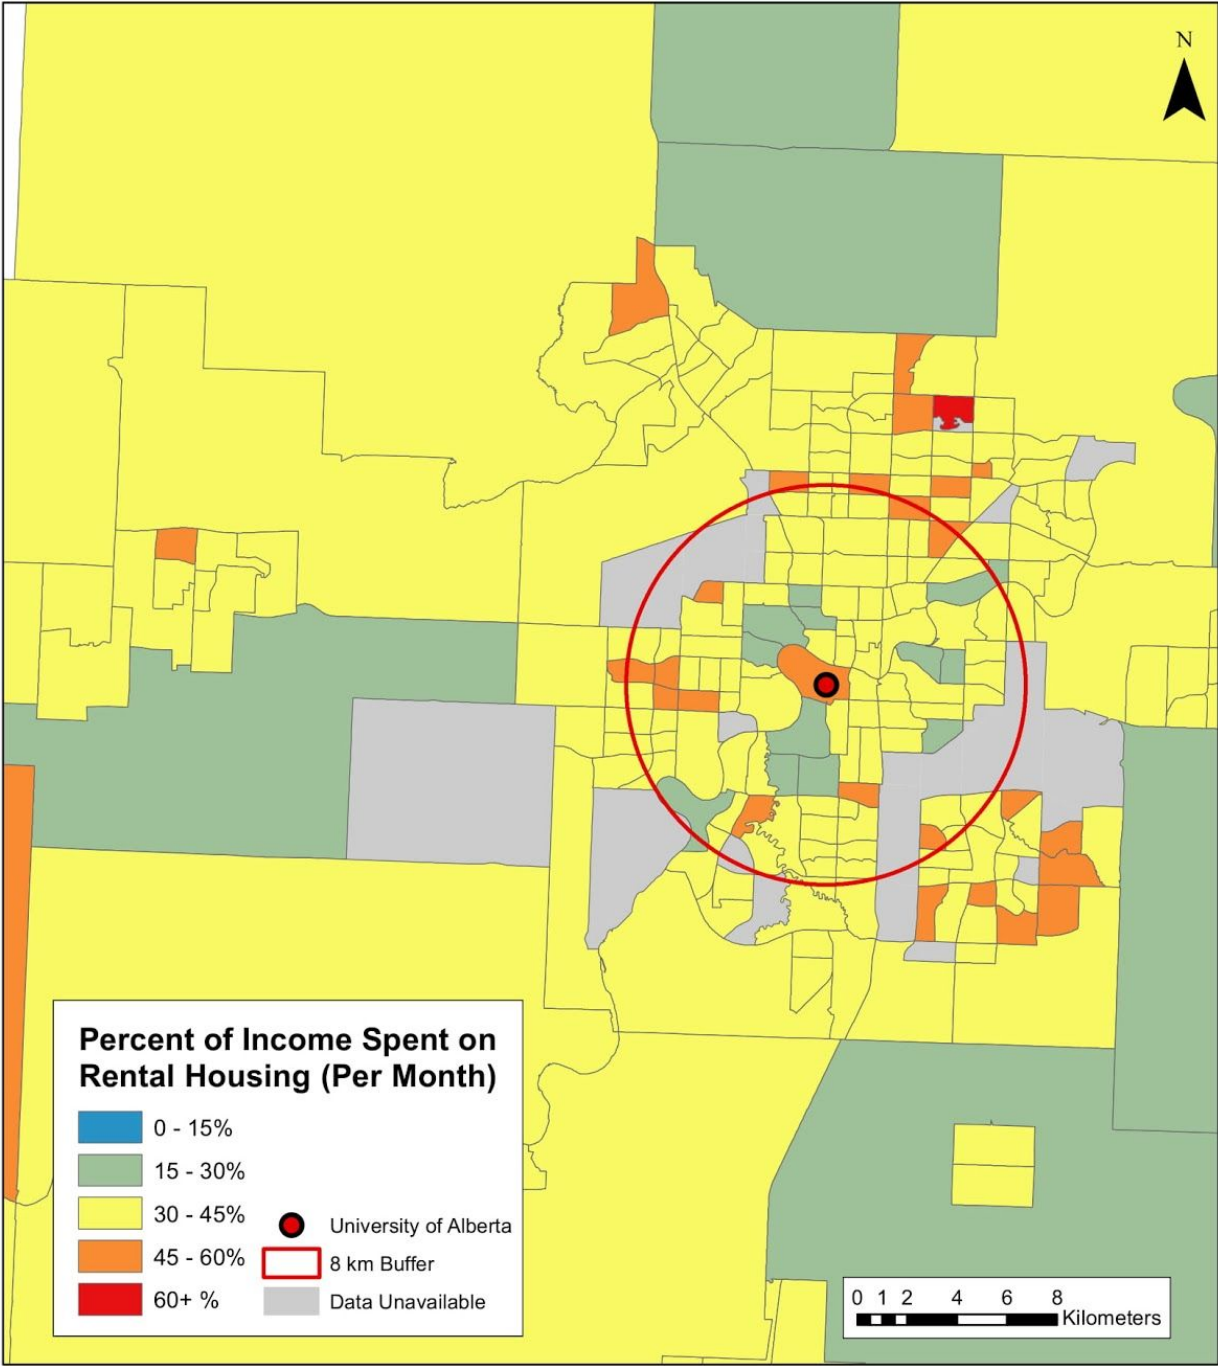 N
Percent of Income Spent on
Rental Housing (Per Month)
0 - 15%
15 - 30%
30 - 45%
45 - 60%
60+ %
University of Alberta
8 km Buffer
Data Unavailable
0 1 2 4 6 8
Kilometers